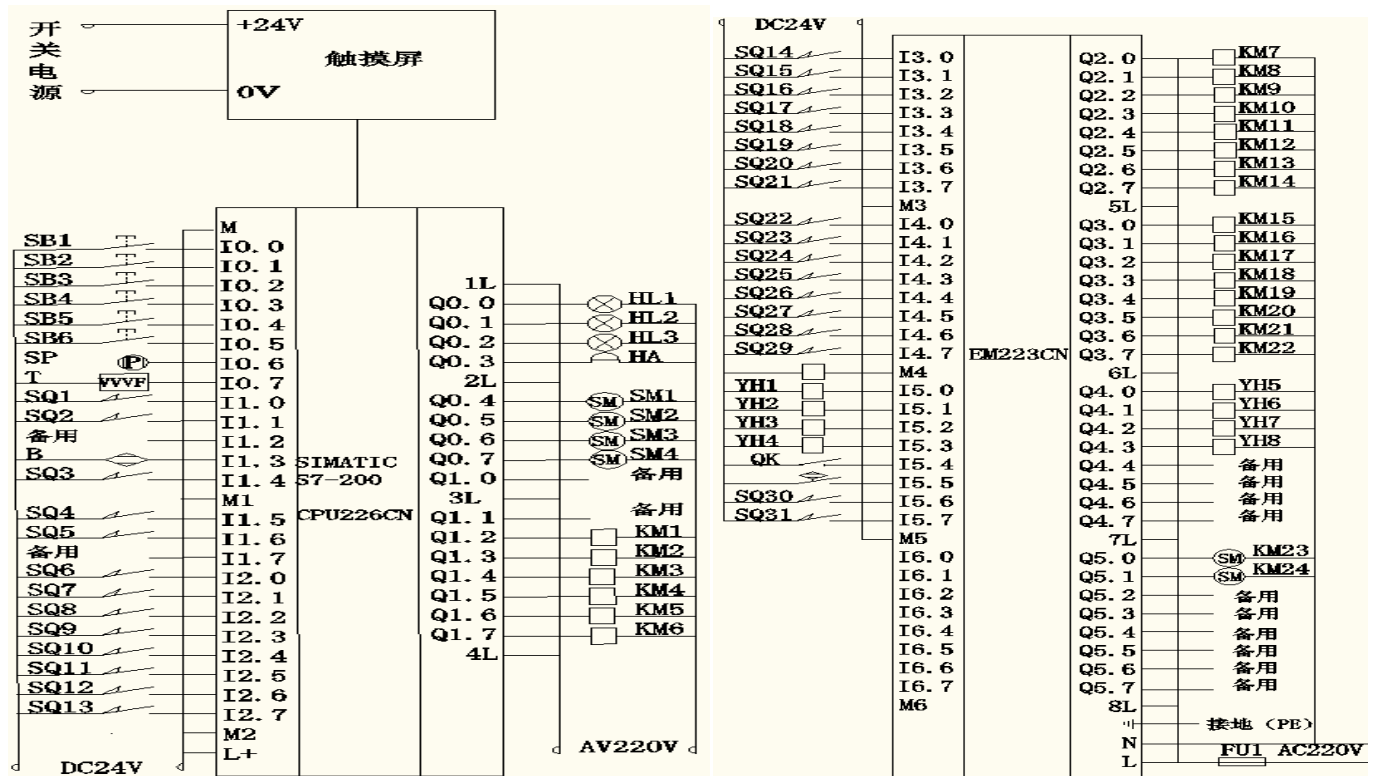 开关电源
+24V
触摸屏
0V
M
SB1 I0.0
SB2 I0.1
SB3 I0.2
SB4 I0.3
SB5 I0.4
SB6 I0.5
SP P I0.6
T VVVF I0.7
SQ1 I1.0
SQ2 I1.1
备用 I1.2
B I1.3
SQ3 I1.4
M1
SQ4 I1.5
SQ5 I1.6
备用 I1.7
SQ6 I2.0
SQ7 I2.1
SQ8 I2.2
SQ9 I2.3
SQ10 I2.4
SQ11 I2.5
SQ12 I2.6
SQ13 I2.7
M2
L+
DC24V
SIMATIC
S7-200
CPU226CN
1L
Q0.0 HL1
Q0.1 HL2
Q0.2 HL3
Q0.3 HA
2L
Q0.4 SM SM1
Q0.5 SM SM2
Q0.6 SM SM3
Q0.7 SM SM4
Q1.0 备用
3L
Q1.1 备用
Q1.2 KM1
Q1.3 KM2
Q1.4 KM3
Q1.5 KM4
Q1.6 KM5
Q1.7 KM6
4L
AV220V
DC24V
SQ14 I3.0
SQ15 I3.1
SQ16 I3.2
SQ17 I3.3
SQ18 I3.4
SQ19 I3.5
SQ20 I3.6
SQ21 I3.7
M3
SQ22 I4.0
SQ23 I4.1
SQ24 I4.2
SQ25 I4.3
SQ26 I4.4
SQ27 I4.5
SQ28 I4.6
SQ29 I4.7
M4
YH1 I5.0
YH2 I5.1
YH3 I5.2
YH4 I5.3
QK I5.4
I5.5
SQ30 I5.6
SQ31 I5.7
M5
I6.0
I6.1
I6.2
I6.3
I6.4
I6.5
I6.6
I6.7
M6
EM223CN
Q2.0 KM7
Q2.1 KM8
Q2.2 KM9
Q2.3 KM10
Q2.4 KM11
Q2.5 KM12
Q2.6 KM13
Q2.7 KM14
5L
Q3.0 KM15
Q3.1 KM16
Q3.2 KM17
Q3.3 KM18
Q3.4 KM19
Q3.5 KM20
Q3.6 KM21
Q3.7 KM22
6L
Q4.0 YH5
Q4.1 YH6
Q4.2 YH7
Q4.3 YH8
Q4.4 备用
Q4.5 备用
Q4.6 备用
Q4.7 备用
7L
Q5.0 SM KM23
Q5.1 SM KM24
Q5.2 备用
Q5.3 备用
Q5.4 备用
Q5.5 备用
Q5.6 备用
Q5.7 备用
8L
接地（PE）
N
L FU1 AC220V